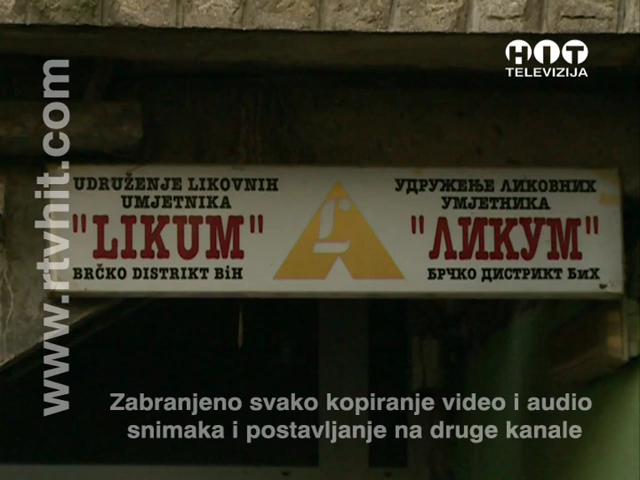 HIT
TELEVIZIJA
www.rtvhit.com
UDRUŽENJE LIKOVNIH
UMJETNIKA
"LIKUM"
BRČKO DISTRIKT BiH
L
УДРУЖЕЊЕ ЛИКОВНИХ
УМЈЕТНИКА
"ЛИКУМ"
БРЧКО ДИСТРИКТ БиХ
Zabranjeno svako kopiranje video i audio
snimaka i postavljanje na druge kanale